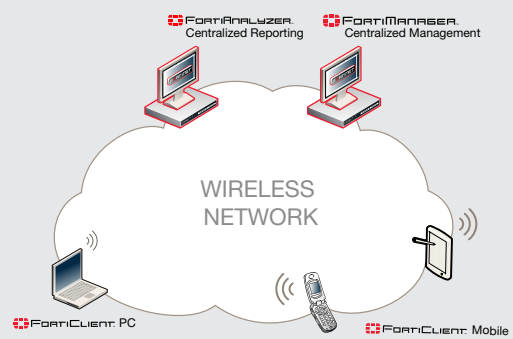 FORTIANALYZER.
Centralized Reporting
FORTIMANAGER.
Centralized Management
WIRELESS
NETWORK
FORTICLIENT. PC
FORTICLIENT. Mobile